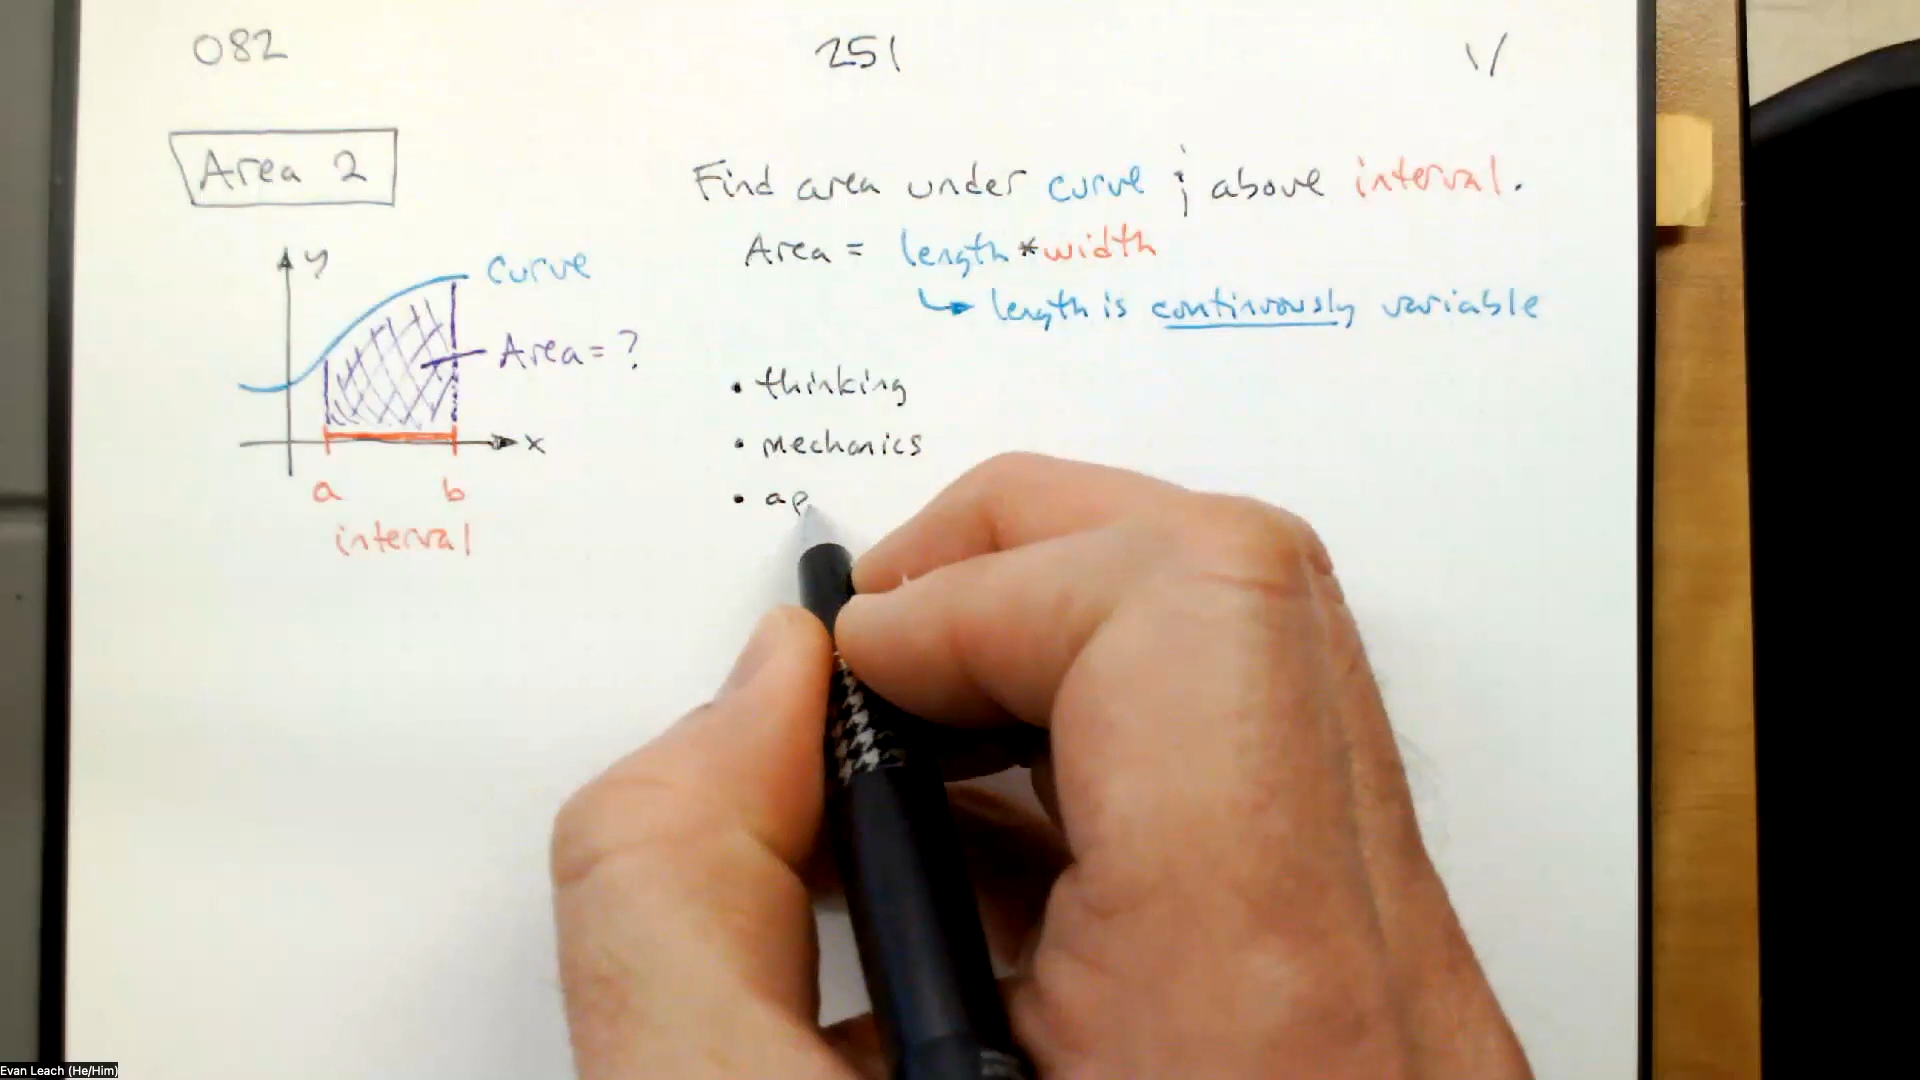 082 251 1/
Area 2
Find area under curve & above interval.
Area = length * width
↳ length is continuously variable
y
curve
Area = ?
x
a b
interval
• thinking
• mechanics
• ap
Evan Leach (He/Him)